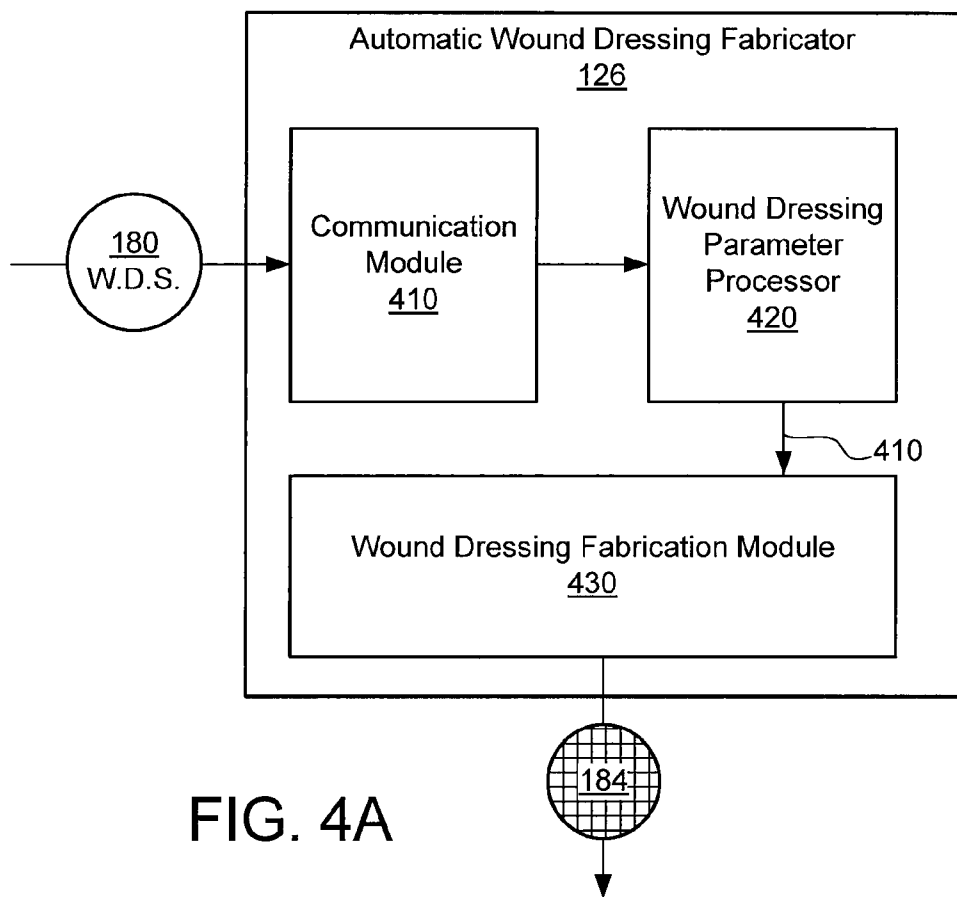 Automatic Wound Dressing Fabricator
126
180
W.D.S.
Communication
Module
410
Wound Dressing
Parameter
Processor
420
410
Wound Dressing Fabrication Module
430
184
FIG. 4A